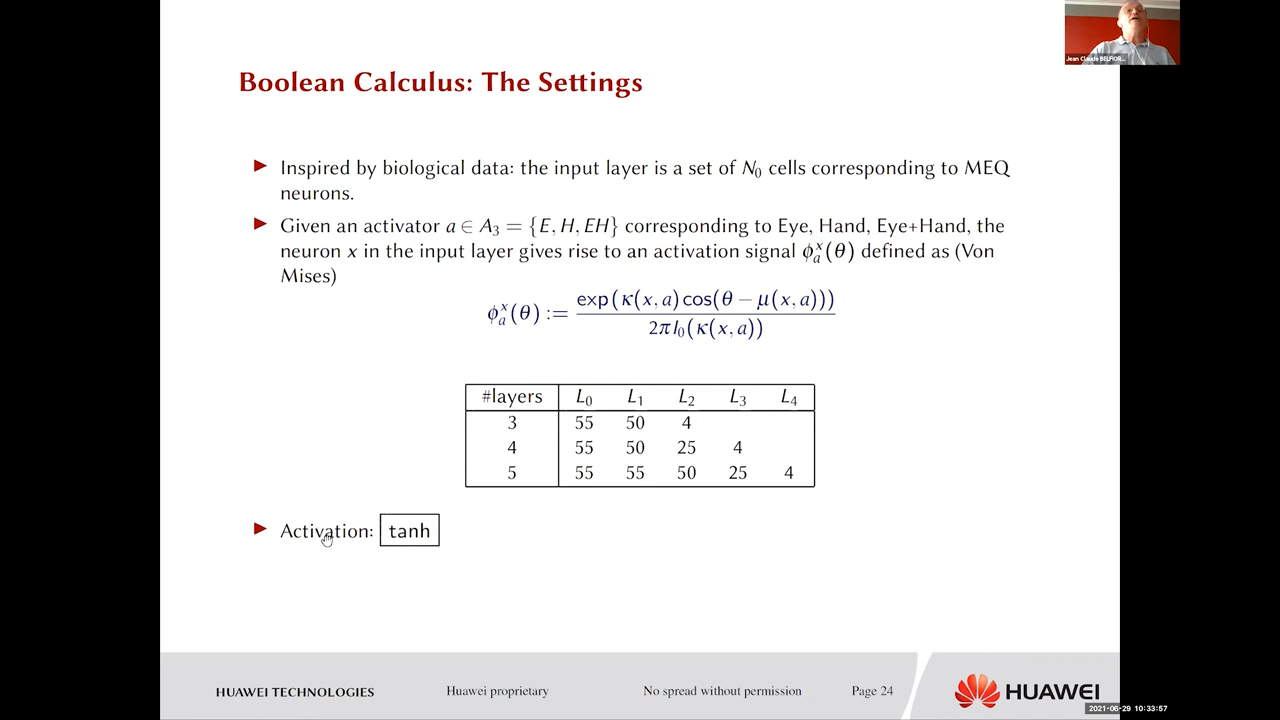 Jean Claude BELFIOR...
Boolean Calculus: The Settings
▶ Inspired by biological data: the input layer is a set of N₀ cells corresponding to MEQ
neurons.
▶ Given an activator a ∈ A₃ = {E, H, EH} corresponding to Eye, Hand, Eye+Hand, the
neuron x in the input layer gives rise to an activation signal ϕₐˣ(θ) defined as (Von
Mises)
ϕₐˣ(θ) := exp(κ(x, a) cos(θ − μ(x, a))) / 2πI₀(κ(x, a))
#layers L₀ L₁ L₂ L₃ L₄
3 55 50 4
4 55 50 25 4
5 55 55 50 25 4
▶ Activation: tanh
HUAWEI TECHNOLOGIES Huawei proprietary No spread without permission Page 24 HUAWEI
2021-06-29 10:33:57